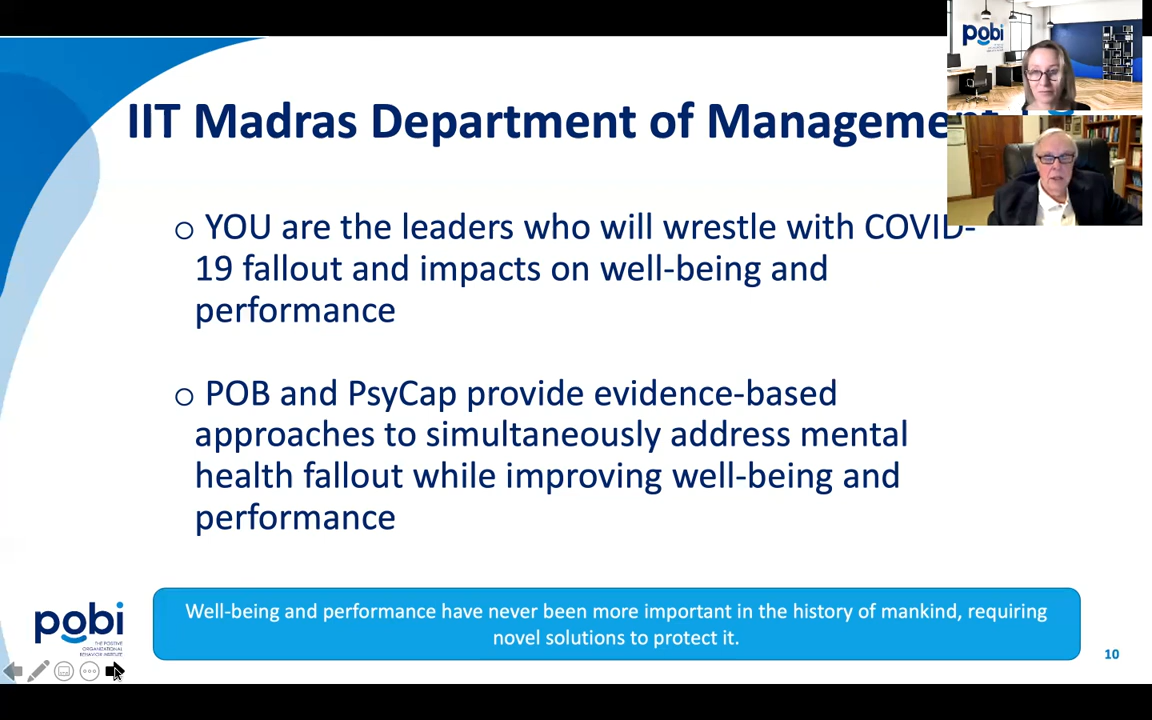 pobi
IIT Madras Department of Management
YOU are the leaders who will wrestle with COVID-
19 fallout and impacts on well-being and
performance
POB and PsyCap provide evidence-based
approaches to simultaneously address mental
health fallout while improving well-being and
performance
Well-being and performance have never been more important in the history of mankind, requiring
novel solutions to protect it.
pobi
THE POSITIVE
ORGANIZATIONAL
BEHAVIOR INSTITUTE
10